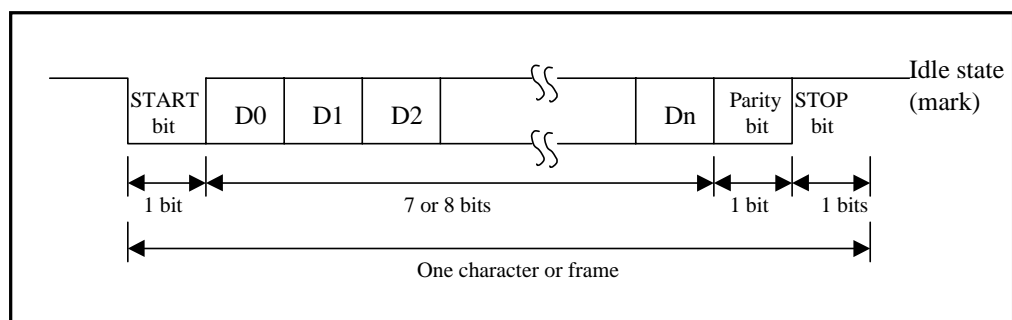 Idle state
(mark)
START
bit
D0
D1
D2
Dn
Parity
bit
STOP
bit
1 bit
7 or 8 bits
1 bit
1 bits
One character or frame